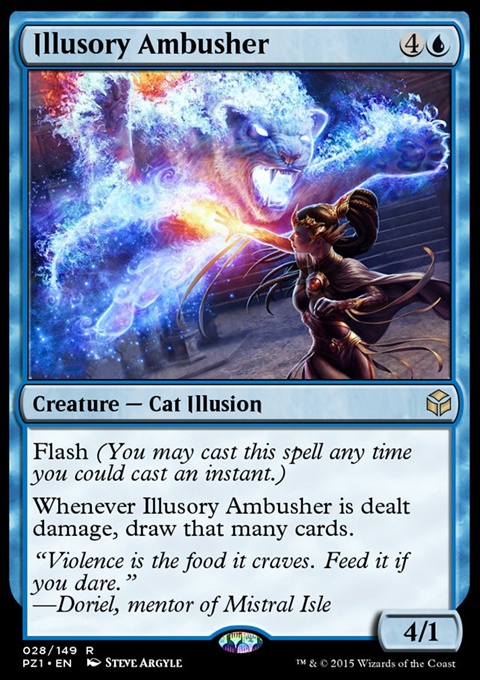 Illusory Ambusher 4
Creature — Cat Illusion
Flash (You may cast this spell any time
you could cast an instant.)
Whenever Illusory Ambusher is dealt
damage, draw that many cards.
“Violence is the food it craves. Feed it if
you dare.”
—Doriel, mentor of Mistral Isle
4/1
028/149 R
PZ1 • EN Steve Argyle
™ & © 2015 Wizards of the Coast